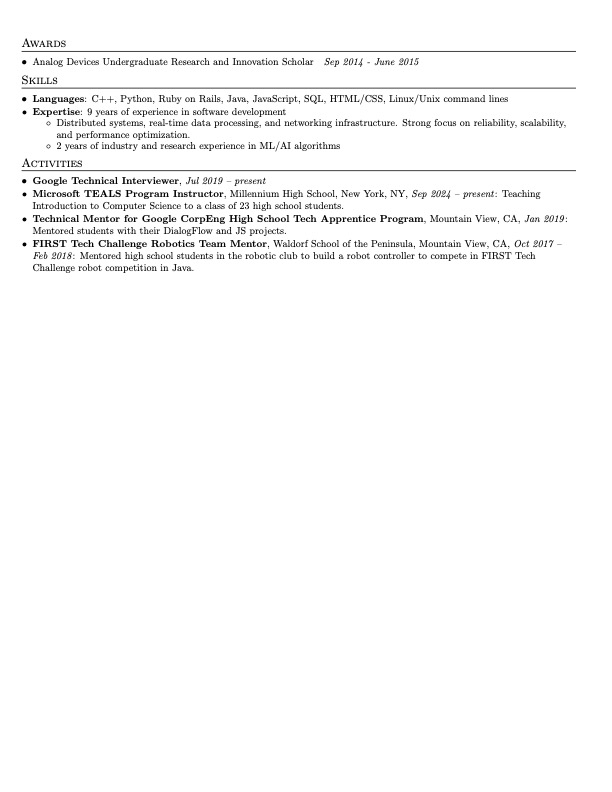 Awards
• Analog Devices Undergraduate Research and Innovation Scholar Sep 2014 - June 2015
Skills
• Languages: C++, Python, Ruby on Rails, Java, JavaScript, SQL, HTML/CSS, Linux/Unix command lines
• Expertise: 9 years of experience in software development
◦ Distributed systems, real-time data processing, and networking infrastructure. Strong focus on reliability, scalability,
and performance optimization.
◦ 2 years of industry and research experience in ML/AI algorithms
Activities
• Google Technical Interviewer, Jul 2019 – present
• Microsoft TEALS Program Instructor, Millennium High School, New York, NY, Sep 2024 – present: Teaching
Introduction to Computer Science to a class of 23 high school students.
• Technical Mentor for Google CorpEng High School Tech Apprentice Program, Mountain View, CA, Jan 2019:
Mentored students with their DialogFlow and JS projects.
• FIRST Tech Challenge Robotics Team Mentor, Waldorf School of the Peninsula, Mountain View, CA, Oct 2017 –
Feb 2018: Mentored high school students in the robotic club to build a robot controller to compete in FIRST Tech
Challenge robot competition in Java.